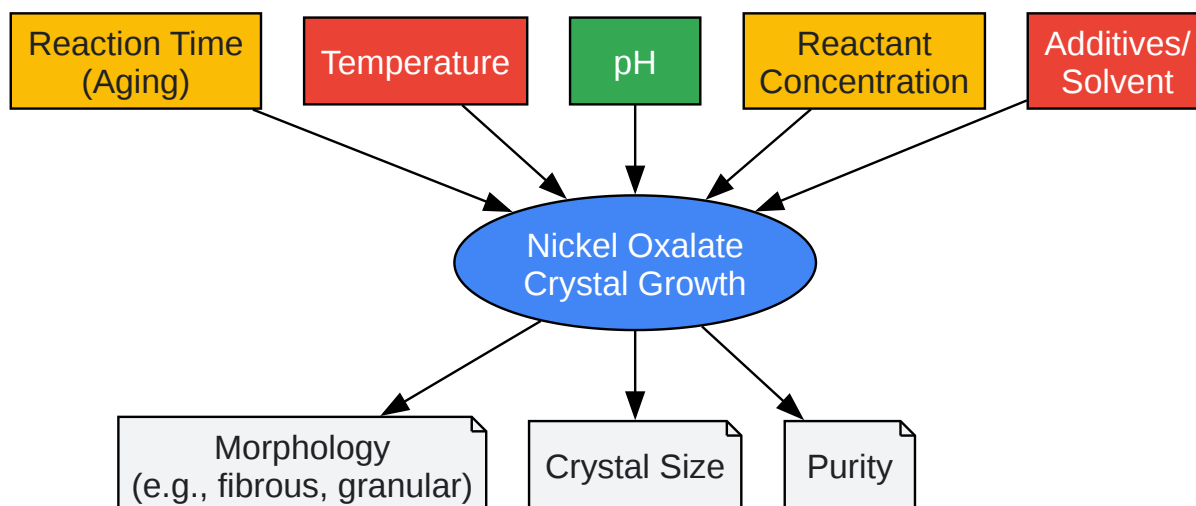 Reaction Time
(Aging)
Temperature
pH
Reactant
Concentration
Additives/
Solvent
Nickel Oxalate
Crystal Growth
Morphology
(e.g., fibrous, granular)
Crystal Size
Purity